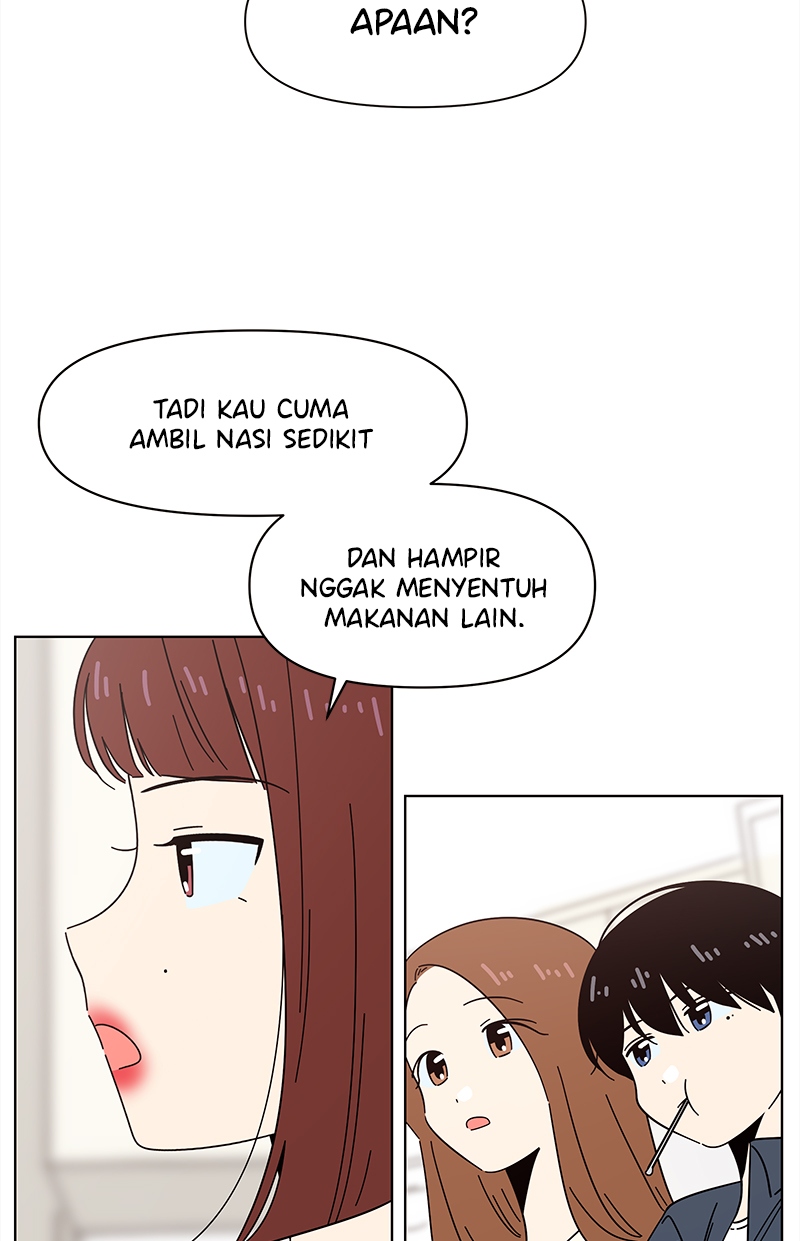 APAAN?
TADI KAU CUMA
AMBIL NASI SEDIKIT
DAN HAMPIR
NGGAK MENYENTUH
MAKANAN LAIN.